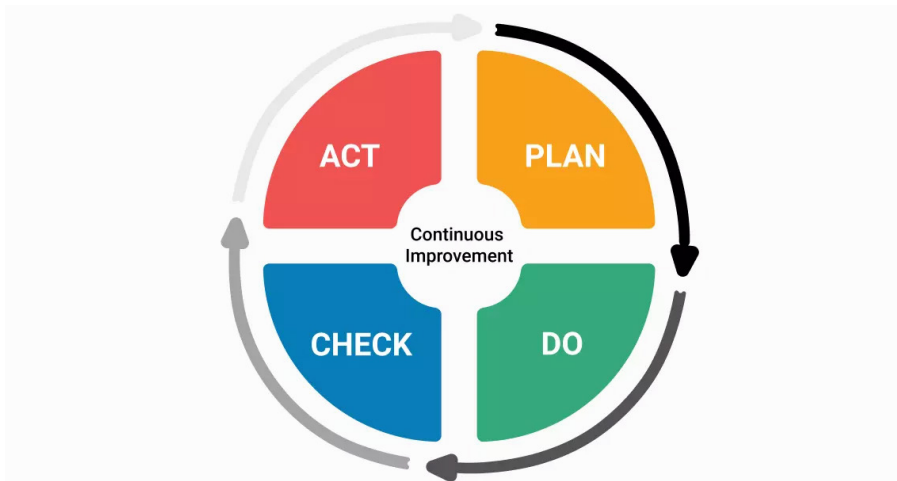 ACT
PLAN
Continuous
Improvement
CHECK
DO